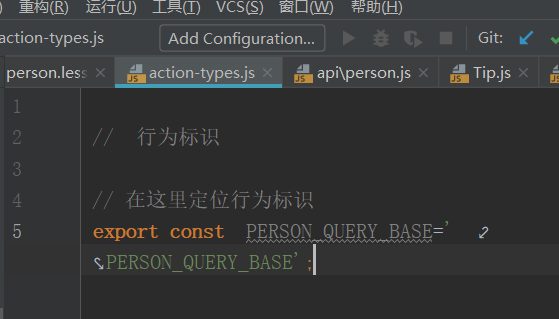 重构(R) 运行(U) 工具(T) VCS(S) 窗口(W) 帮助(H)
action-types.js Add Configuration... Git:
person.les action-types.js api\person.js Tip.js
1
2 // 行为标识
3
4 // 在这里定位行为标识
5 export const PERSON_QUERY_BASE='
PERSON_QUERY_BASE';